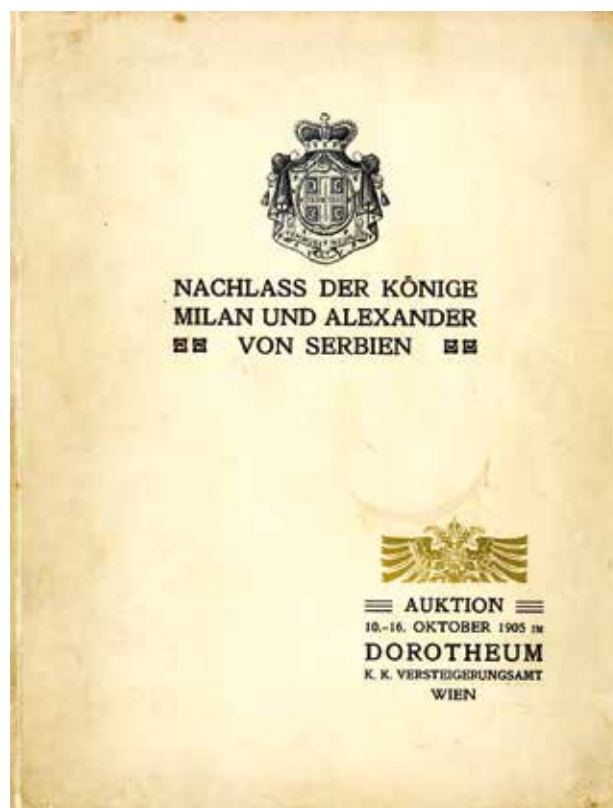 NACHLASS DER KÖNIGE
MILAN UND ALEXANDER
VON SERBIEN
AUKTION
10.-16. OKTOBER 1905 IM
DOROTHEUM
K. K. VERSTEIGERUNGSAMT
WIEN